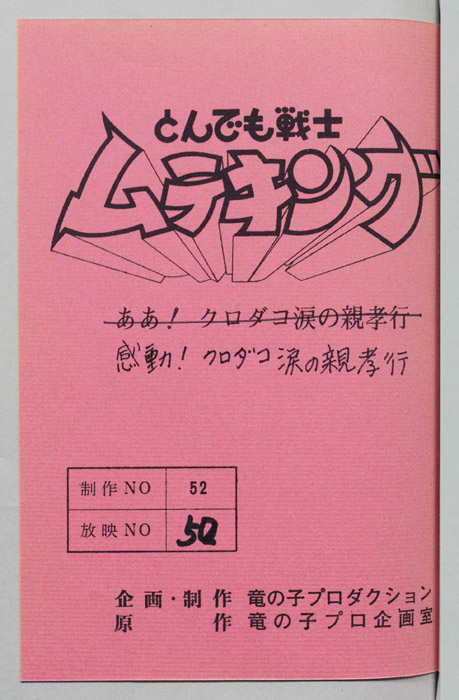 とんでも戦士
ムテキング
ああ！ クロダコ涙の親孝行
感動！ クロダコ涙の親孝行
制作NO 52
放映NO 50
企画・制作 竜の子プロダクション
原作 竜の子プロ企画室